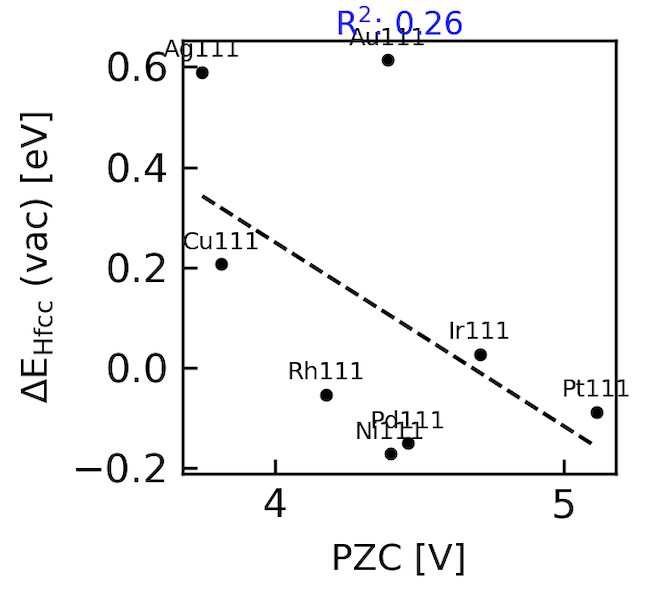 R²: 0.26
Au111
Ag111
0.6
0.4
Cu111
0.2
Ir111
0.0
Rh111
Pt111
Pd111
Ni111
−0.2
4
5
PZC [V]
ΔE_Hfcc (vac) [eV]